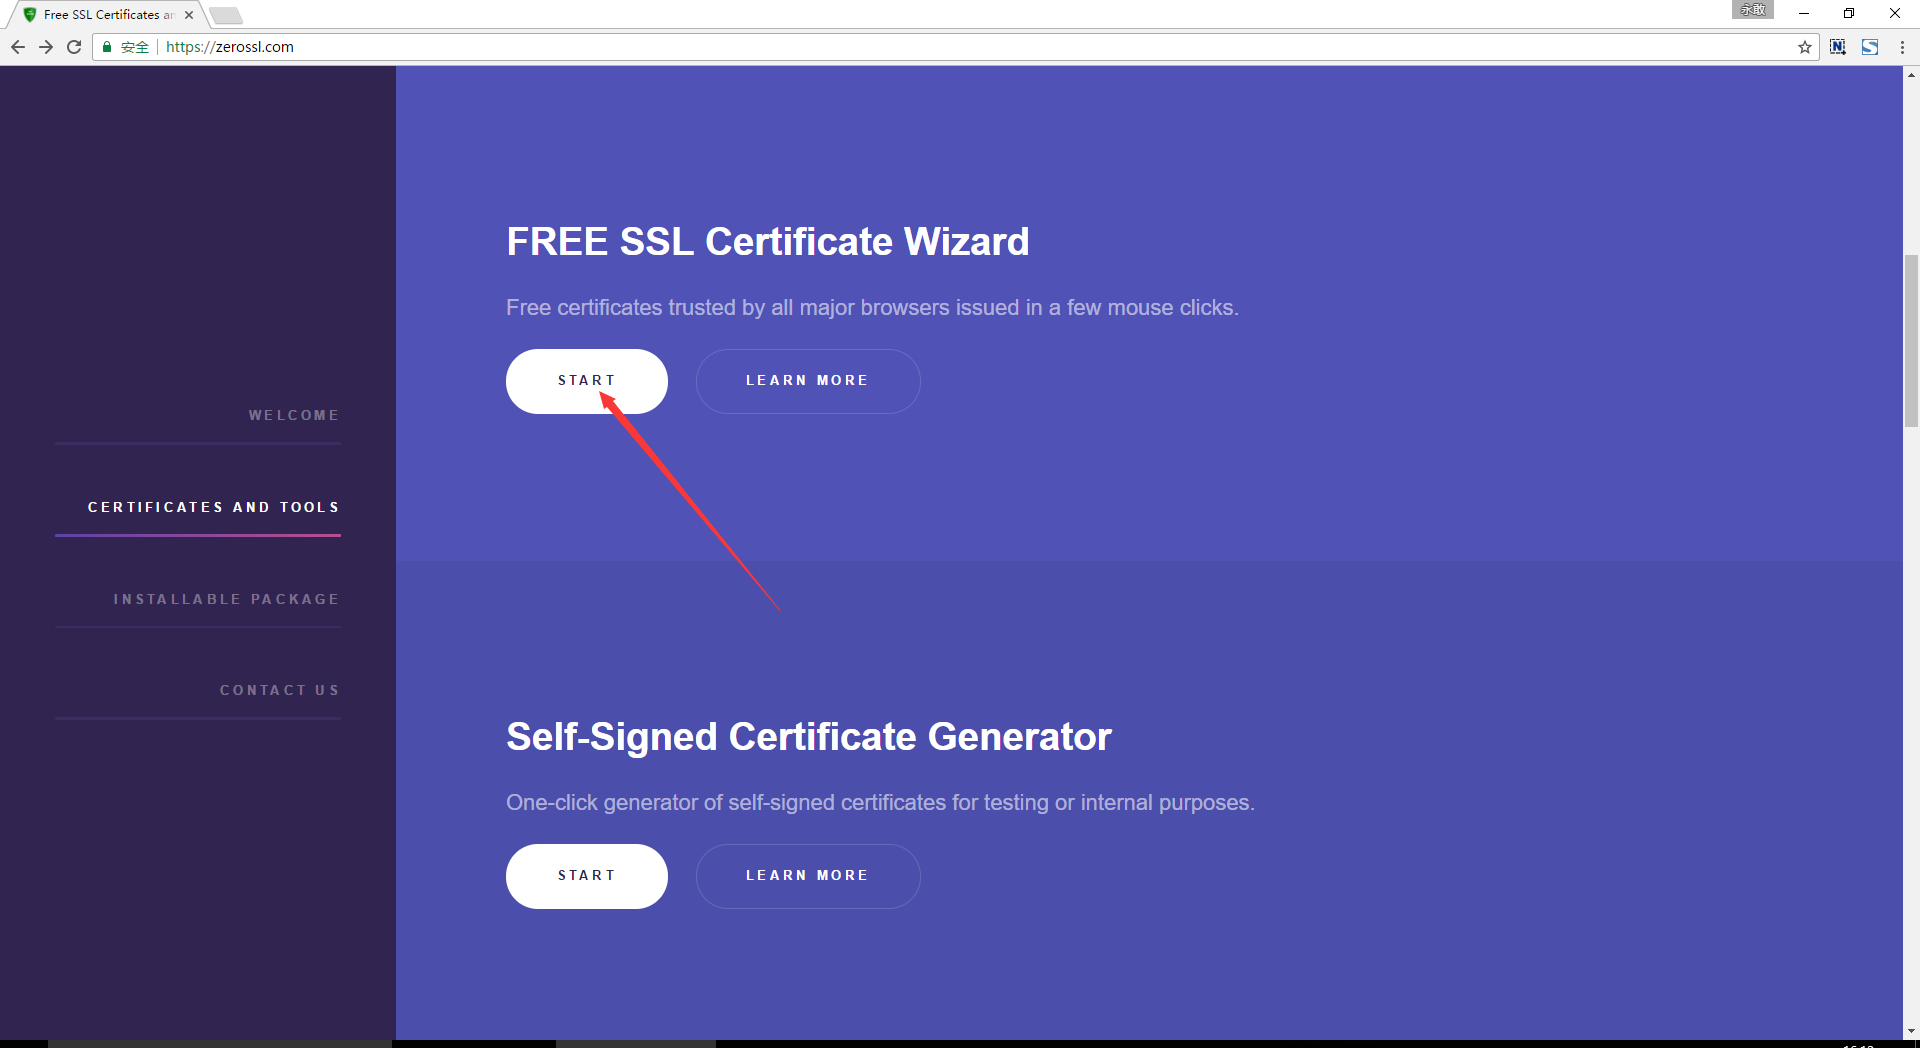 Free SSL Certificates an
永敢
安全
https://zerossl.com
FREE SSL Certificate Wizard
Free certificates trusted by all major browsers issued in a few mouse clicks.
START
LEARN MORE
WELCOME
CERTIFICATES AND TOOLS
INSTALLABLE PACKAGE
CONTACT US
Self-Signed Certificate Generator
One-click generator of self-signed certificates for testing or internal purposes.
START
LEARN MORE